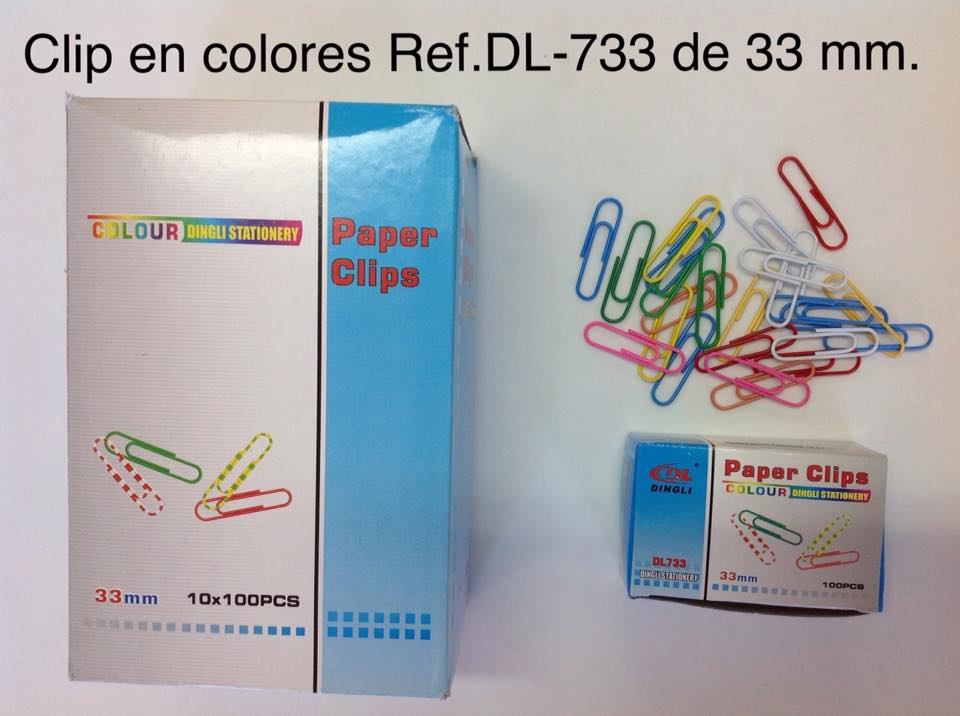 Clip en colores Ref.DL-733 de 33 mm.
COLOUR DINGLI STATIONERY
Paper
Clips
33mm 10x100PCS
DL
DINGLI
Paper Clips
COLOUR DINGLI STATIONERY
DL733
DINGLI STATIONERY
33mm 100PCS